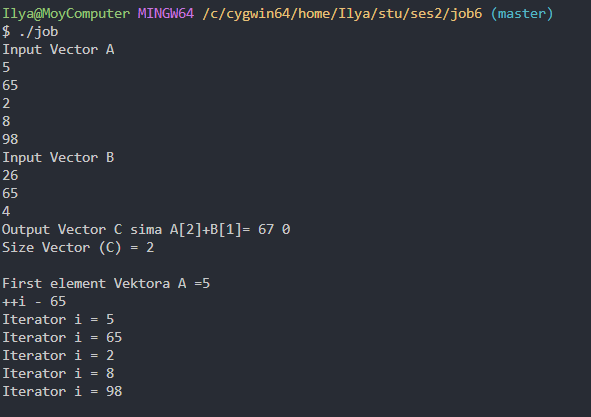 Ilya@MoyComputer MINGW64 /c/cygwin64/home/Ilya/stu/ses2/job6 (master)
$ ./job
Input Vector A
5
65
2
8
98
Input Vector B
26
65
4
Output Vector C sima A[2]+B[1]= 67 0
Size Vector (C) = 2
First element Vektora A =5
++i - 65
Iterator i = 5
Iterator i = 65
Iterator i = 2
Iterator i = 8
Iterator i = 98